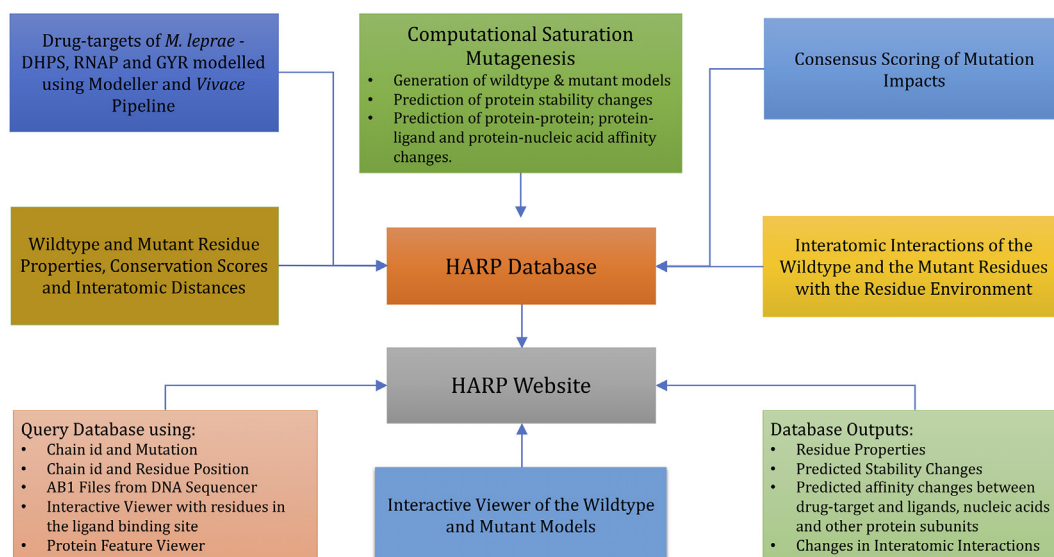 Drug-targets of M. leprae -
DHPS, RNAP and GYR modelled
using Modeller and Vivace
Pipeline
Computational Saturation
Mutagenesis
• Generation of wildtype & mutant models
• Prediction of protein stability changes
• Prediction of protein-protein; protein-
ligand and protein-nucleic acid affinity
changes.
Consensus Scoring of Mutation
Impacts
Wildtype and Mutant Residue
Properties, Conservation Scores
and Interatomic Distances
HARP Database
Interatomic Interactions of the
Wildtype and the Mutant Residues
with the Residue Environment
HARP Website
Query Database using:
• Chain id and Mutation
• Chain id and Residue Position
• AB1 Files from DNA Sequencer
• Interactive Viewer with residues in
the ligand binding site
• Protein Feature Viewer
Interactive Viewer of the Wildtype
and Mutant Models
Database Outputs:
• Residue Properties
• Predicted Stability Changes
• Predicted affinity changes between
drug-target and ligands, nucleic acids
and other protein subunits
• Changes in Interatomic Interactions